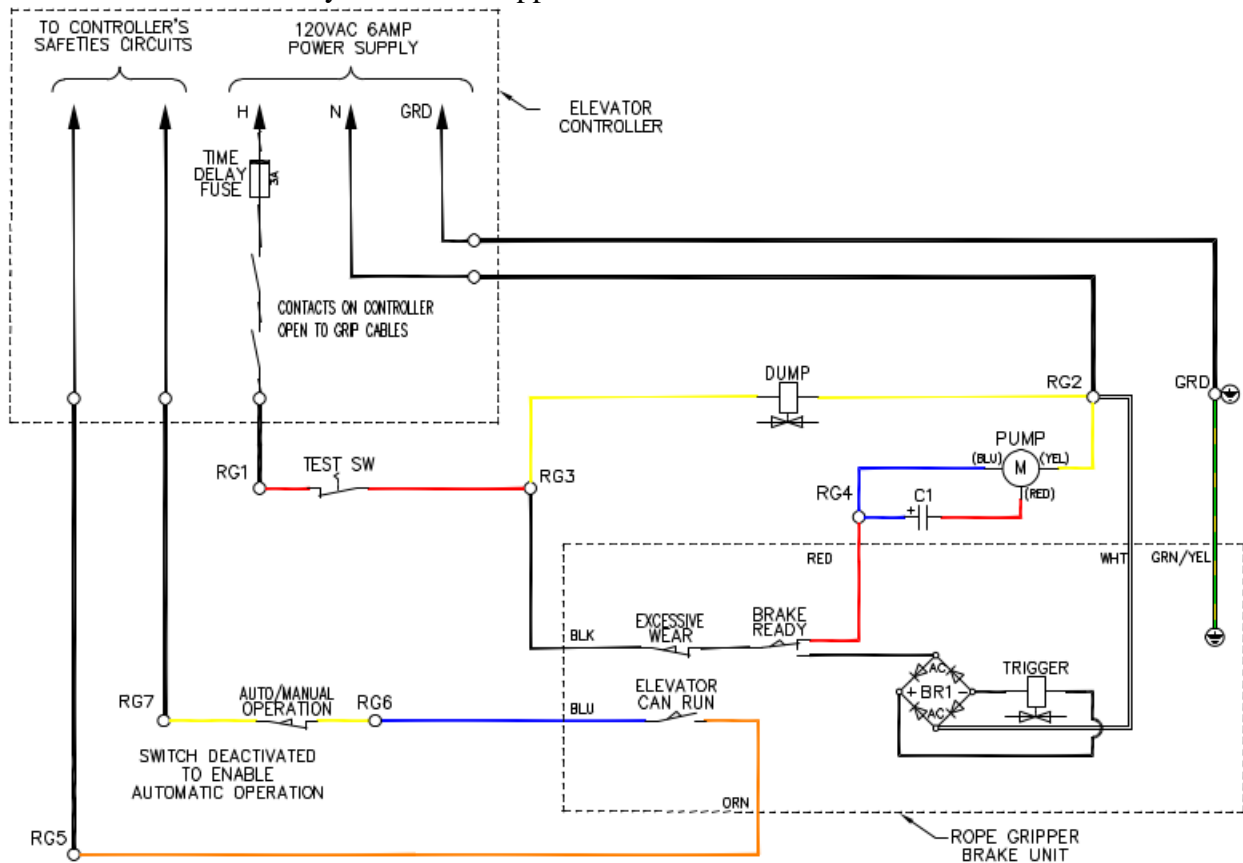 TO CONTROLLER'S
SAFETIES CIRCUITS
120VAC 6AMP
POWER SUPPLY
H
N
GRD
ELEVATOR
CONTROLLER
TIME
DELAY
FUSE
3A
CONTACTS ON CONTROLLER
OPEN TO GRIP CABLES
DUMP
RG2
GRD
PUMP
(BLU)
M
(YEL)
(RED)
RG1
TEST SW
RG3
RG4
+
C1
RED
WHT
GRN/YEL
BLK
EXCESSIVE
WEAR
BRAKE
READY
AC
+ BR1 -
AC
TRIGGER
RG7
AUTO/MANUAL
OPERATION
RG6
BLU
ELEVATOR
CAN RUN
SWITCH DEACTIVATED
TO ENABLE
AUTOMATIC OPERATION
ORN
RG5
ROPE GRIPPER
BRAKE UNIT